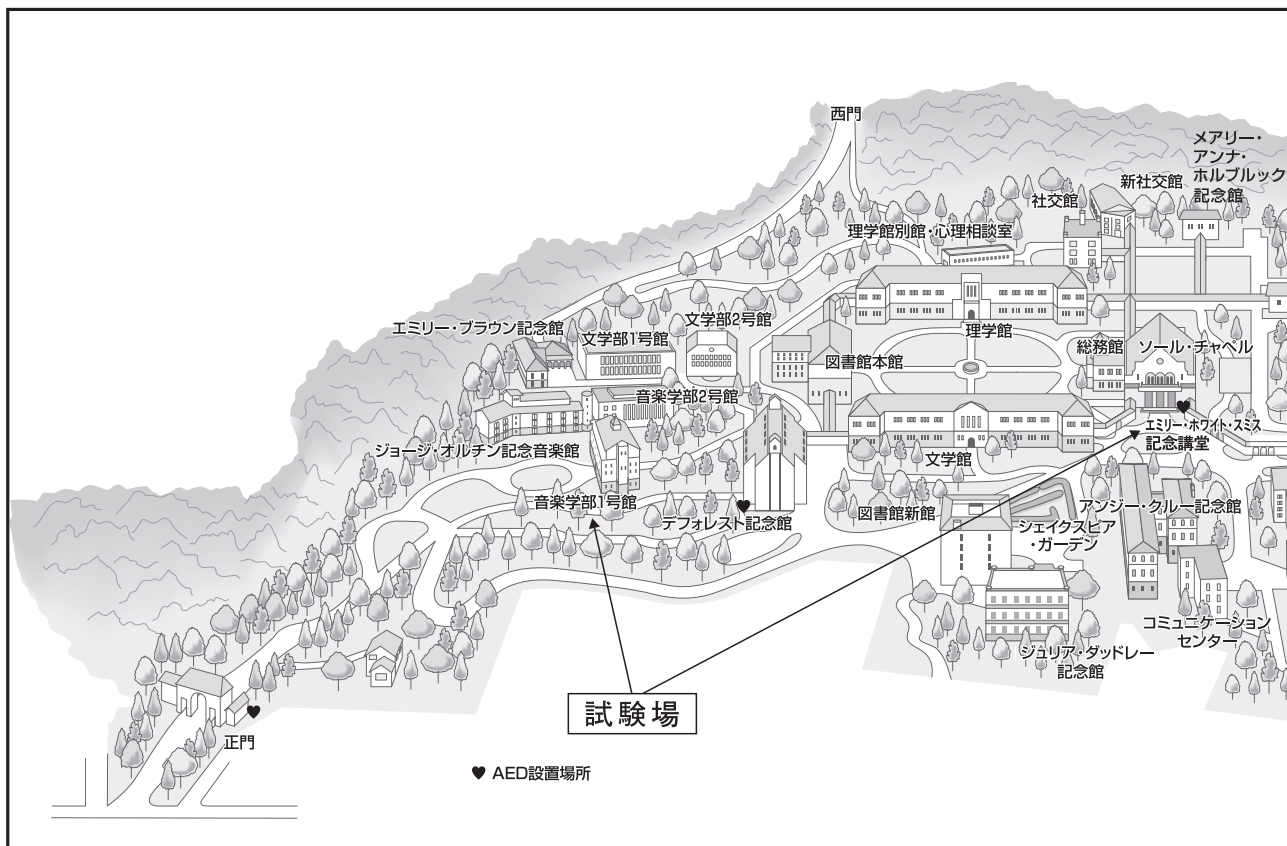 西門
メアリー・
アンナ・
ホルブルック
記念館
新社交館
社交館
理学館別館・心理相談室
エミリー・ブラウン記念館
文学部1号館
文学部2号館
理学館
総務館
ソール・チャペル
図書館本館
音楽学部2号館
エミリー・ホワイト・スミス
記念講堂
ジョージ・オルチン記念音楽館
文学館
音楽学部1号館
デフォレスト記念館
図書館新館
アンジー・クルー記念館
シェイクスピア
・ガーデン
コミュニケーション
センター
ジュリア・ダッドレー
記念館
試験場
正門
♥ AED設置場所